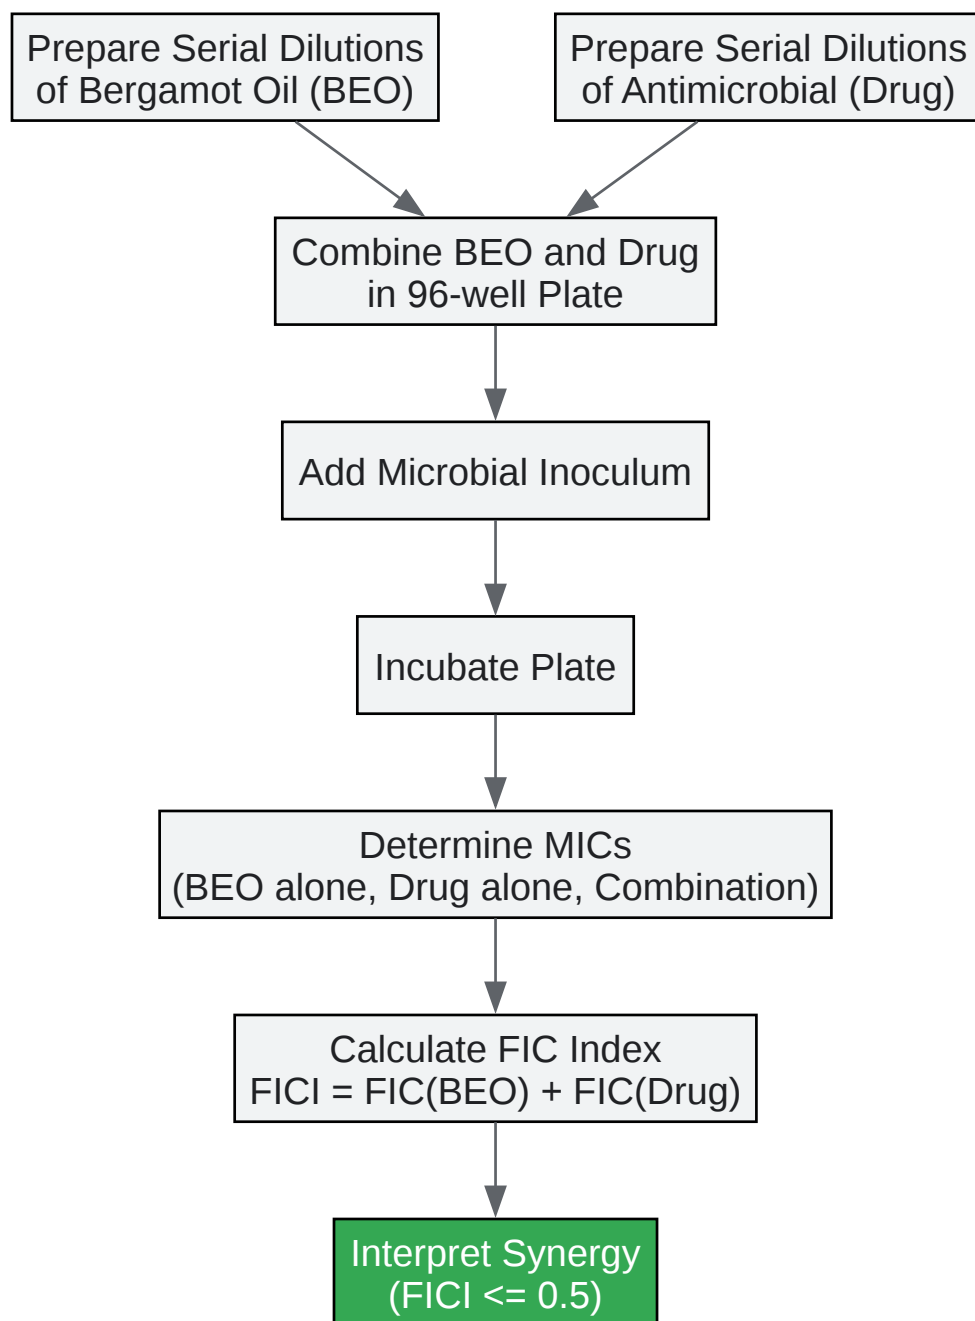 Prepare Serial Dilutions
of Bergamot Oil (BEO)
Prepare Serial Dilutions
of Antimicrobial (Drug)
Combine BEO and Drug
in 96-well Plate
Add Microbial Inoculum
Incubate Plate
Determine MICs
(BEO alone, Drug alone, Combination)
Calculate FIC Index
FICI = FIC(BEO) + FIC(Drug)
Interpret Synergy
(FICI <= 0.5)